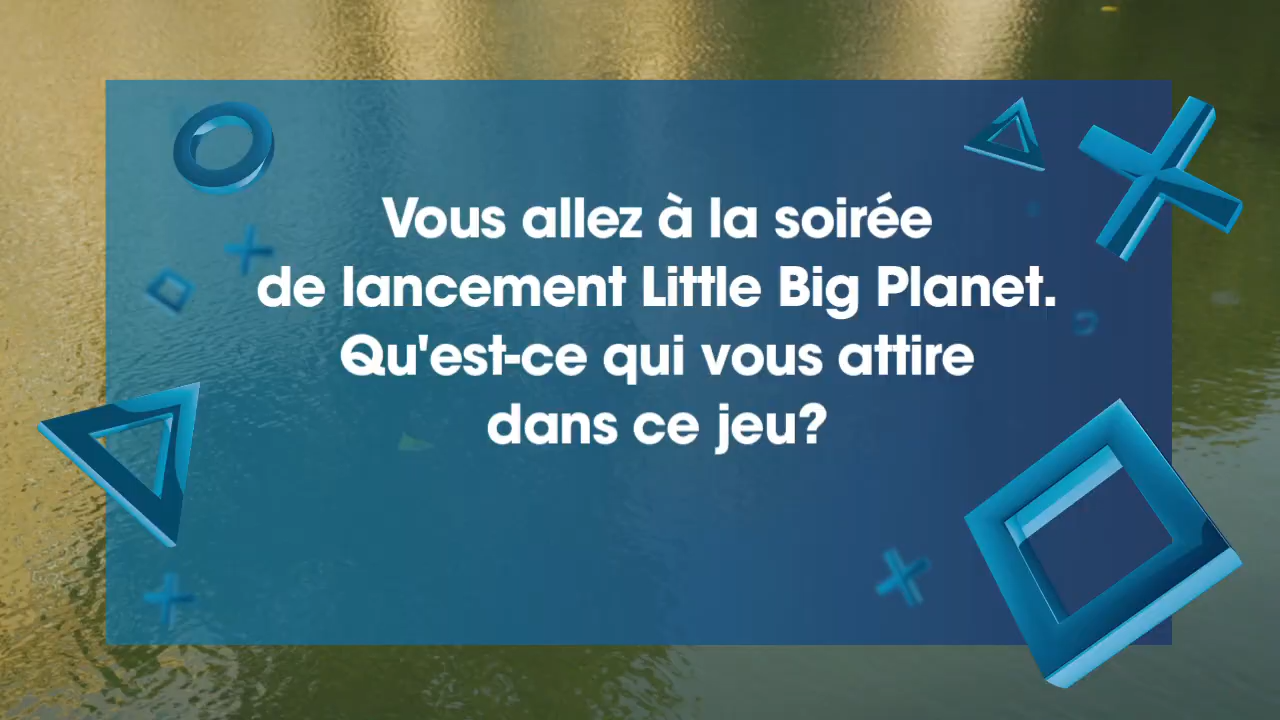 Vous allez à la soirée
de lancement Little Big Planet.
Qu'est-ce qui vous attire
dans ce jeu?